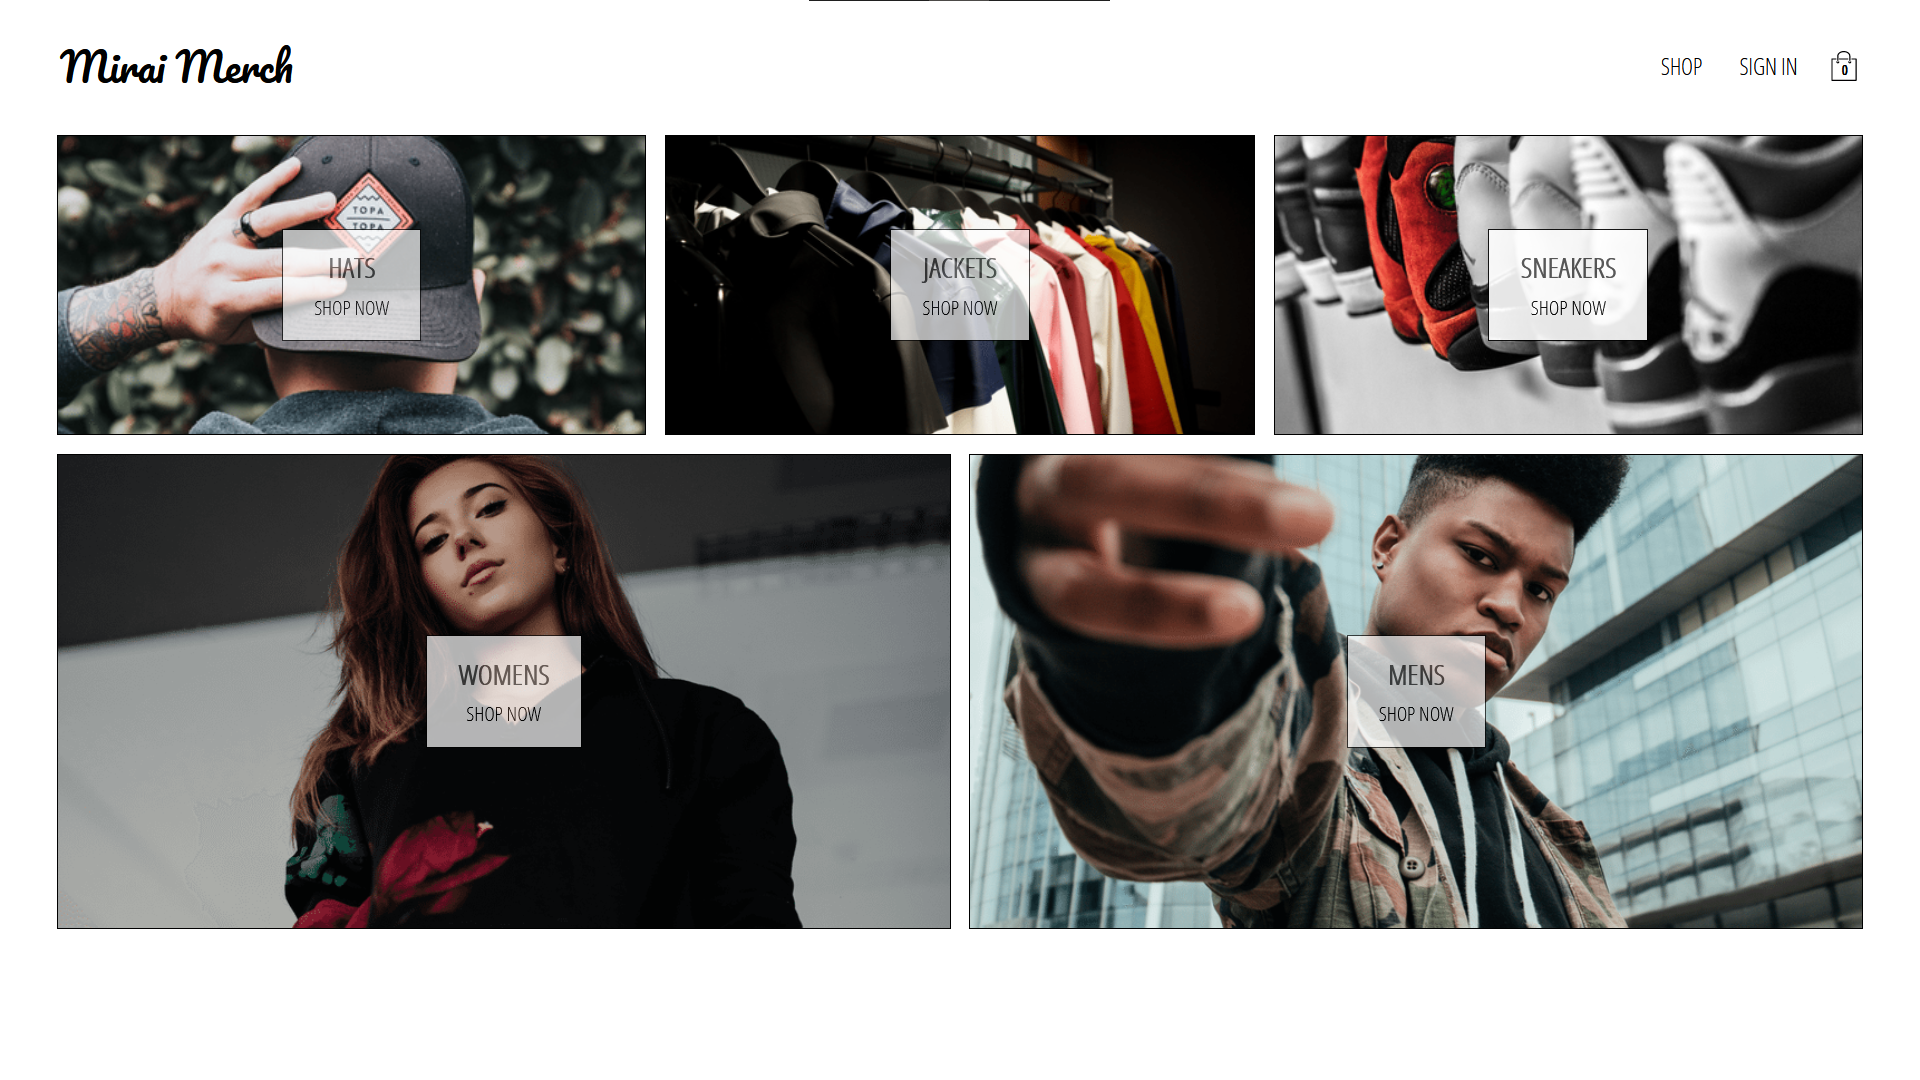 Mirai Merch
SHOP
SIGN IN
0
TOPA
TOPA
HATS
SHOP NOW
JACKETS
SHOP NOW
SNEAKERS
SHOP NOW
WOMENS
SHOP NOW
MENS
SHOP NOW